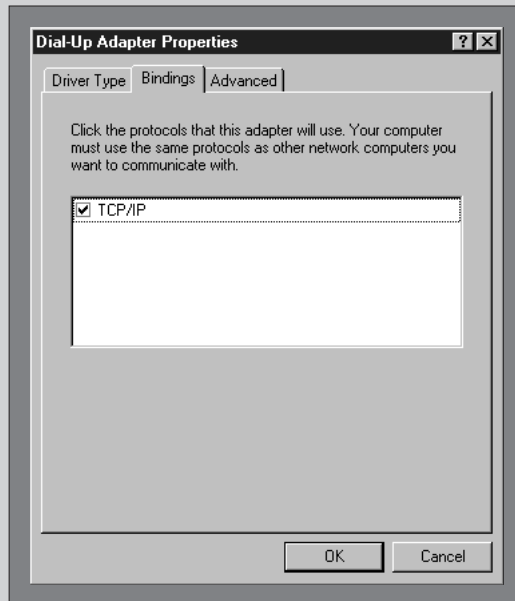 Dial-Up Adapter Properties
Driver Type Bindings Advanced
Click the protocols that this adapter will use. Your computer
must use the same protocols as other network computers you
want to communicate with.
TCP/IP
OK Cancel